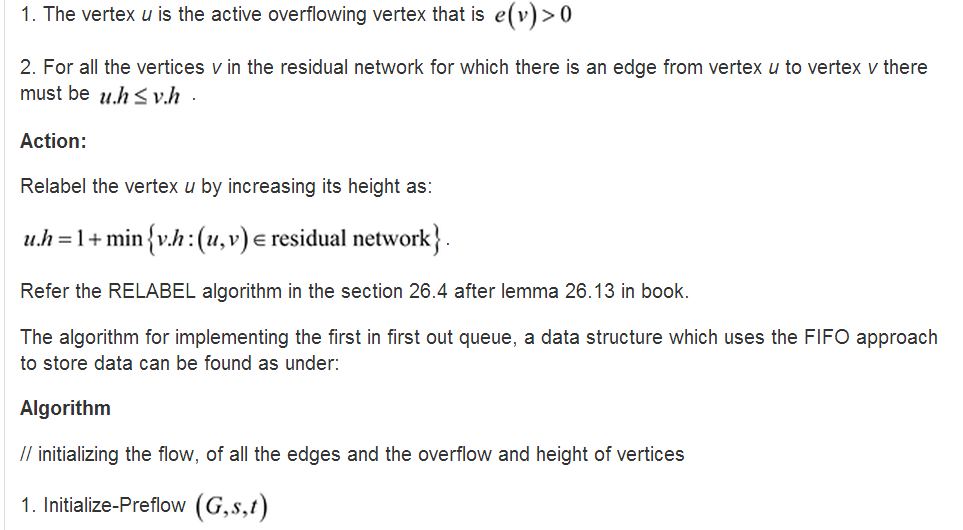 1. The vertex u is the active overflowing vertex that is e(v)>0
2. For all the vertices v in the residual network for which there is an edge from vertex u to vertex v there
must be u.h≤v.h .
Action:
Relabel the vertex u by increasing its height as:
u.h=1+min{v.h:(u,v)∈residual network}.
Refer the RELABEL algorithm in the section 26.4 after lemma 26.13 in book.
The algorithm for implementing the first in first out queue, a data structure which uses the FIFO approach
to store data can be found as under:
Algorithm
// initializing the flow, of all the edges and the overflow and height of vertices
1. Initialize-Preflow (G,s,t)